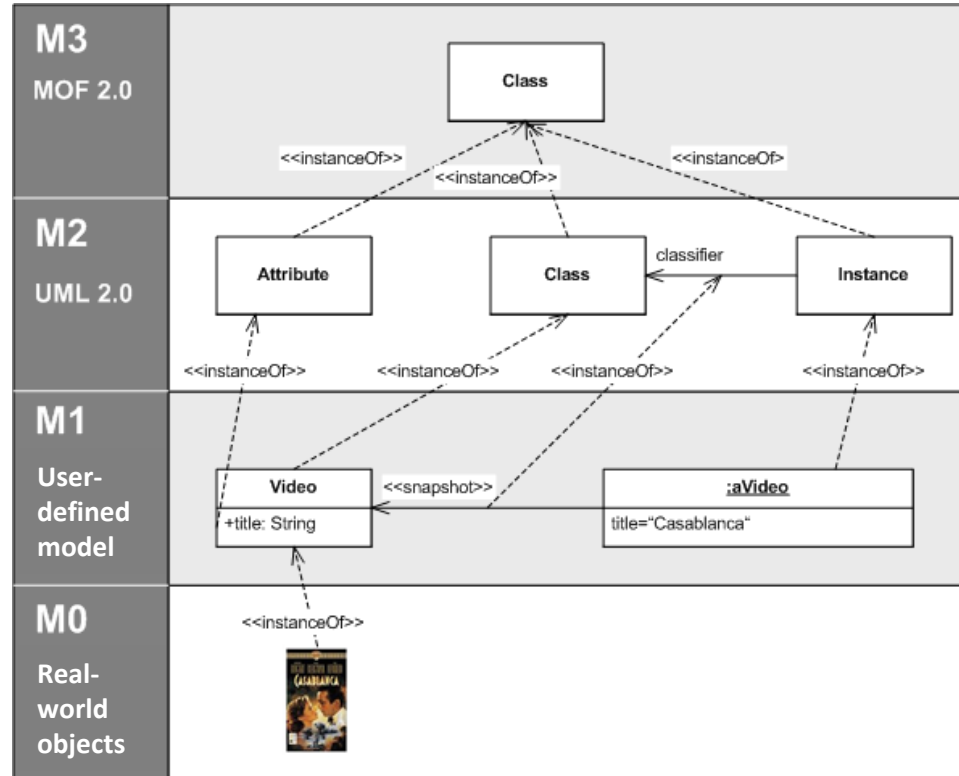 M3
MOF 2.0
Class
<<instanceOf>>
<<instanceOf>>
<<instanceOf>
M2
UML 2.0
Attribute
Class
classifier
Instance
<<instanceOf>>
<<instanceOf>>
<<instanceOf>>
<<instanceOf>>
M1
User-
defined
model
Video
+title: String
<<snapshot>>
:aVideo
title=“Casablanca“
M0
Real-
world
objects
<<instanceOf>>
CASABLANCA